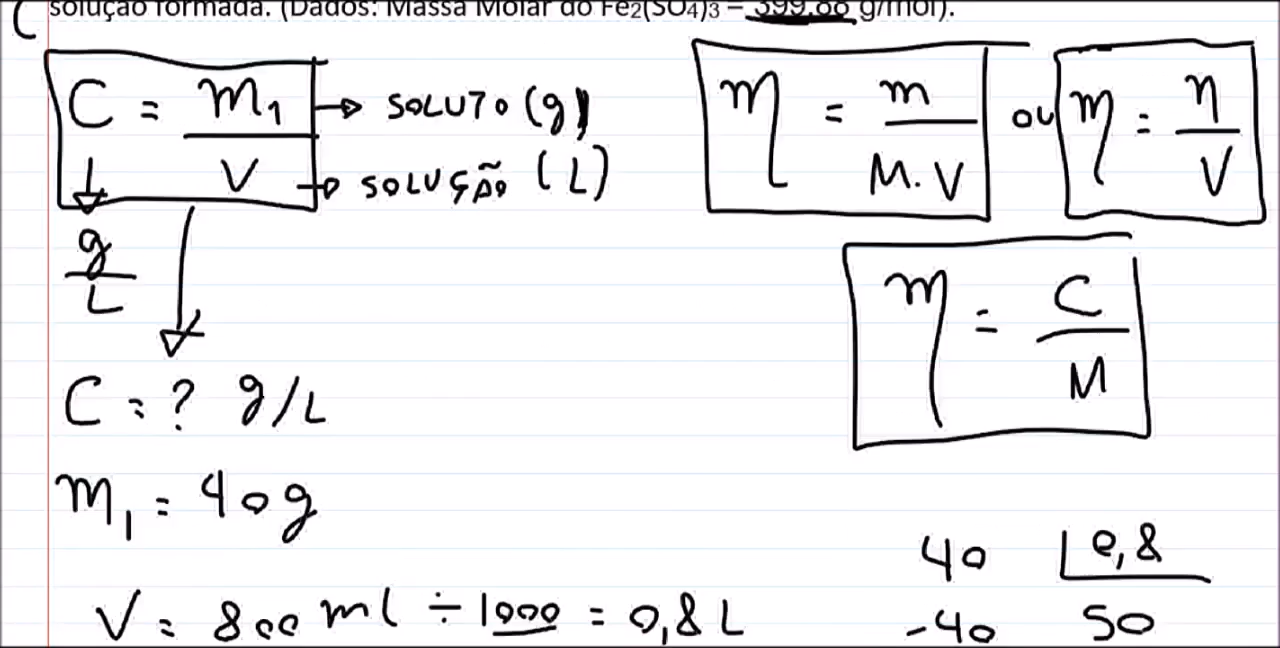 solução formada. (Dados: Massa Molar do Fe2(SO4)3 – 399,88 g/mol).
C = m1 / V
→ SOLUTO (g)
→ SOLUÇÃO (L)
g / L
M = m / M.V
ou
M = n / V
M = C / M
C = ? g/L
m1 = 40g
V = 800 ml ÷ 1000 = 0,8 L
40 | 0,8
-40 50